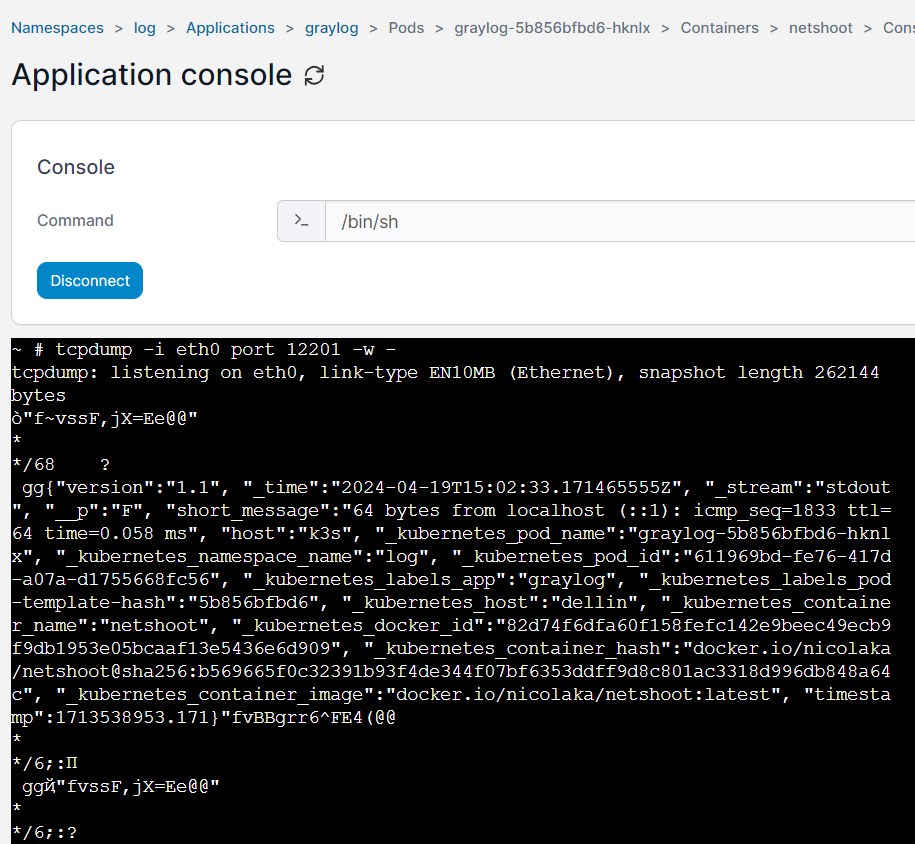 Namespaces > log > Applications > graylog > Pods > graylog-5b856bfbd6-hknlx > Containers > netshoot > Cons
Application console
Console
Command
>_ /bin/sh
Disconnect
~ # tcpdump -i eth0 port 12201 -w -
tcpdump: listening on eth0, link-type EN10MB (Ethernet), snapshot length 262144
bytes
ò"f~vssF,jX=Ee@@"
*
*/68    ?
 gg{"version":"1.1", "_time":"2024-04-19T15:02:33.171465555Z", "_stream":"stdout
", "__p":"F", "short_message":"64 bytes from localhost (::1): icmp_seq=1833 ttl=
64 time=0.058 ms", "host":"k3s", "_kubernetes_pod_name":"graylog-5b856bfbd6-hknl
x", "_kubernetes_namespace_name":"log", "_kubernetes_pod_id":"611969bd-fe76-417d
-a07a-d1755668fc56", "_kubernetes_labels_app":"graylog", "_kubernetes_labels_pod
-template-hash":"5b856bfbd6", "_kubernetes_host":"dellin", "_kubernetes_containe
r_name":"netshoot", "_kubernetes_docker_id":"82d74f6dfa60f158fefc142e9beec49ecb9
f9db1953e05bcaaf13e5436e6d909", "_kubernetes_container_hash":"docker.io/nicolaka
/netshoot@sha256:b569665f0c32391b93f4de344f07bf6353ddff9d8c801ac3318d996db848a64
c", "_kubernetes_container_image":"docker.io/nicolaka/netshoot:latest", "timesta
mp":1713538953.171}"fvBBgrr6^FE4(@@
*
*/6;:П
 ggЙ"fvssF,jX=Ee@@"
*
*/6;:?